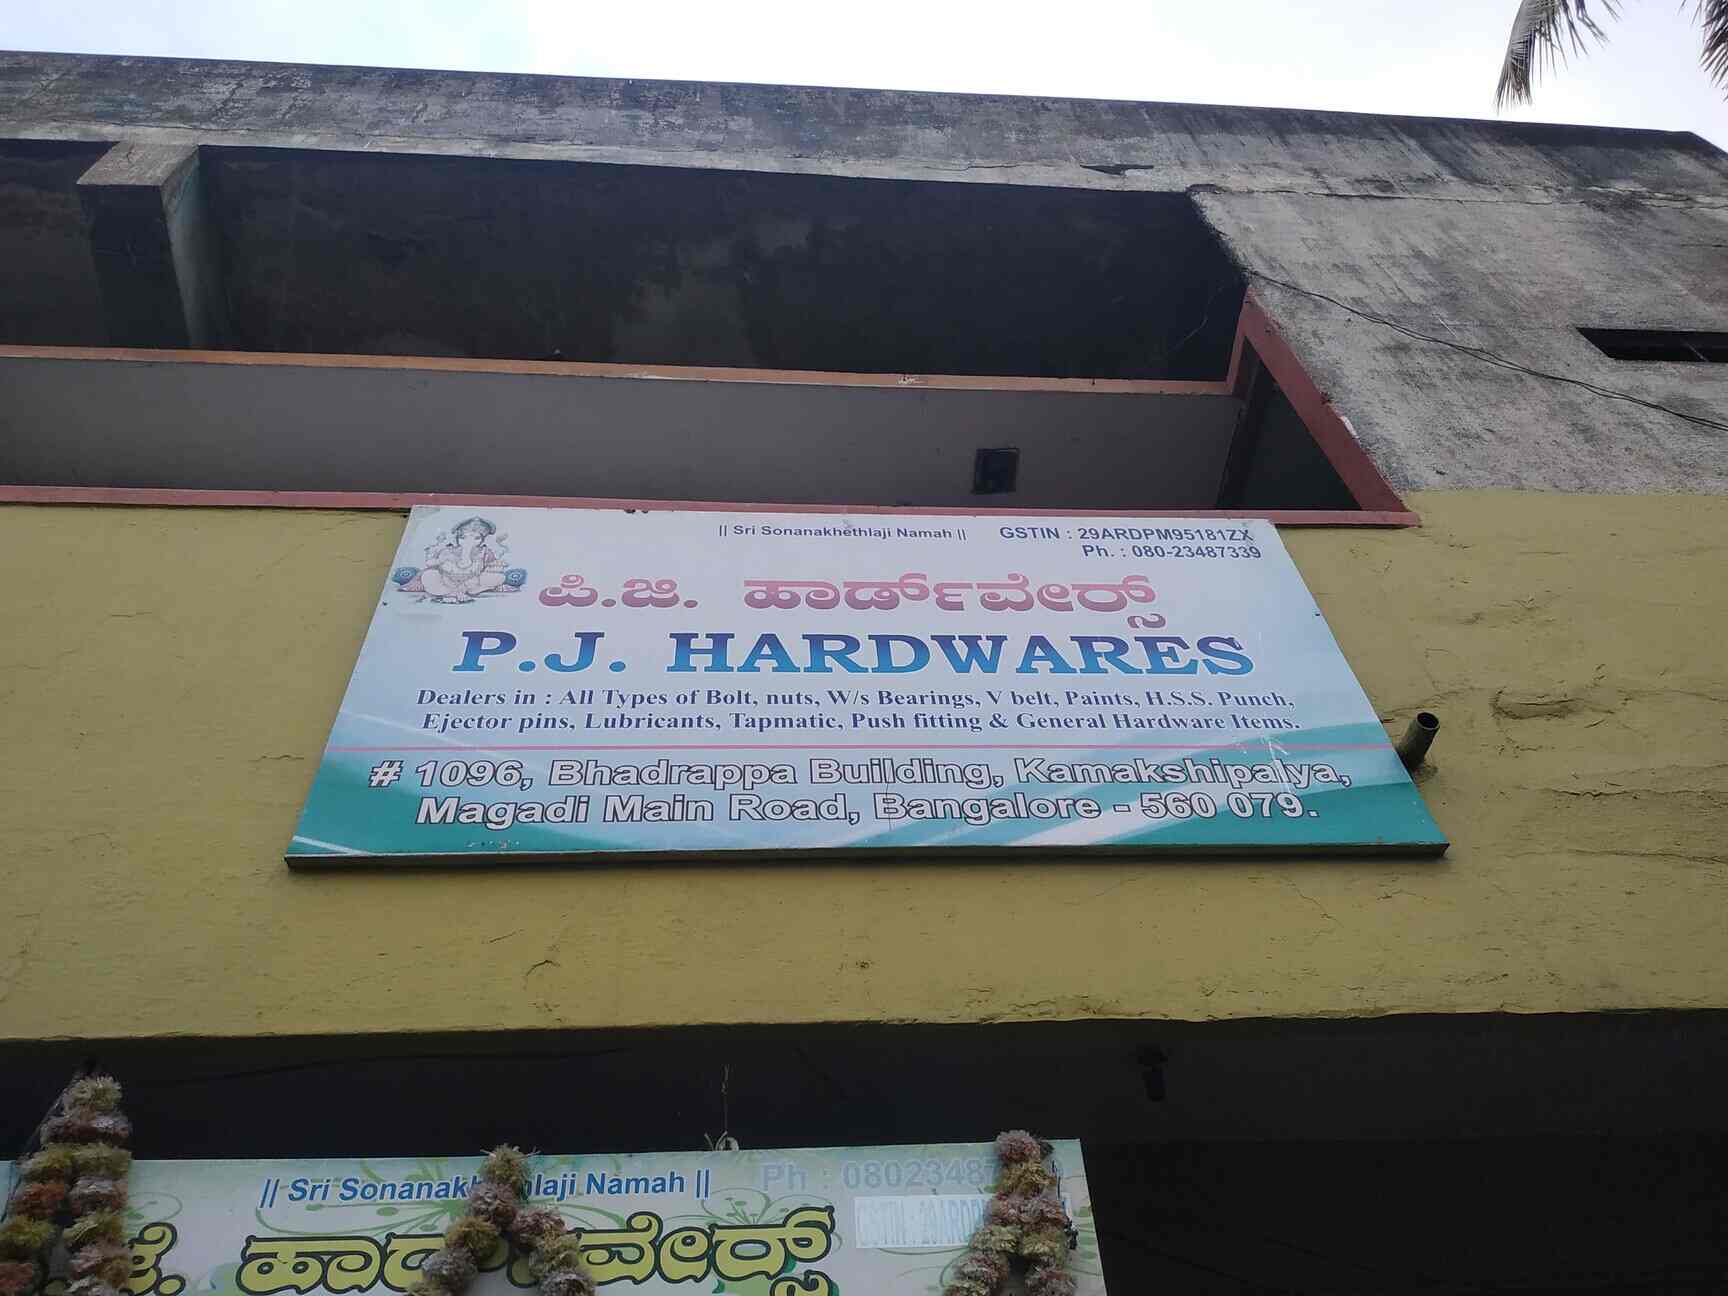 || Sri Sonanakhethlaji Namah || GSTIN : 29ARDPM95181ZX
Ph. : 080-23487339
ಪಿ.ಜಿ. ಹಾರ್ಡ್‌ವೇರ್ಸ್
P.J. HARDWARES
Dealers in : All Types of Bolt, nuts, W/s Bearings, V belt, Paints, H.S.S. Punch,
Ejector pins, Lubricants, Tapmatic, Push fitting & General Hardware Items.
# 1096, Bhadrappa Building, Kamakshipalya,
Magadi Main Road, Bangalore - 560 079.
|| Sri Namah || Ph :
GSTIN :
ಹಾರ್ಡ್‌ವೇರ್ಸ್